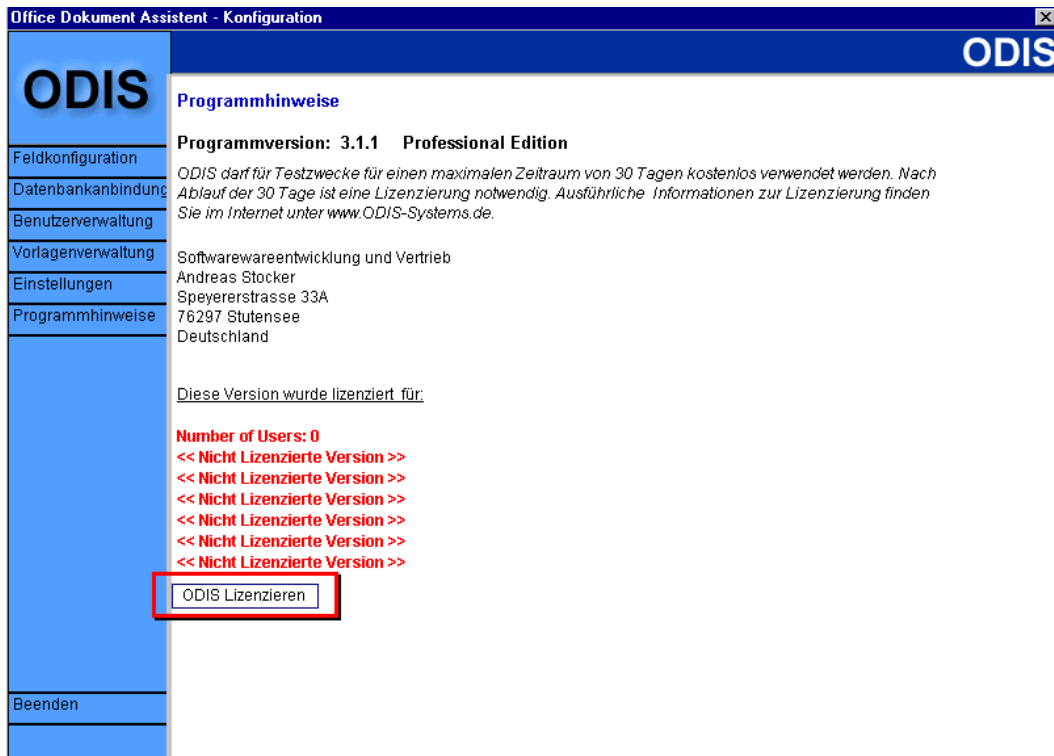 Office Dokument Assistent - Konfiguration
ODIS
ODIS
Feldkonfiguration
Datenbankanbindung
Benutzerverwaltung
Vorlagenverwaltung
Einstellungen
Programmhinweise
Beenden
Programmhinweise
Programmversion: 3.1.1 Professional Edition
ODIS darf für Testzwecke für einen maximalen Zeitraum von 30 Tagen kostenlos verwendet werden. Nach
Ablauf der 30 Tage ist eine Lizenzierung notwendig. Ausführliche Informationen zur Lizenzierung finden
Sie im Internet unter www.ODIS-Systems.de.
Softwarewareentwicklung und Vertrieb
Andreas Stocker
Speyererstrasse 33A
76297 Stutensee
Deutschland
Diese Version wurde lizenziert für:
Number of Users: 0
<< Nicht Lizenzierte Version >>
<< Nicht Lizenzierte Version >>
<< Nicht Lizenzierte Version >>
<< Nicht Lizenzierte Version >>
<< Nicht Lizenzierte Version >>
<< Nicht Lizenzierte Version >>
ODIS Lizenzieren